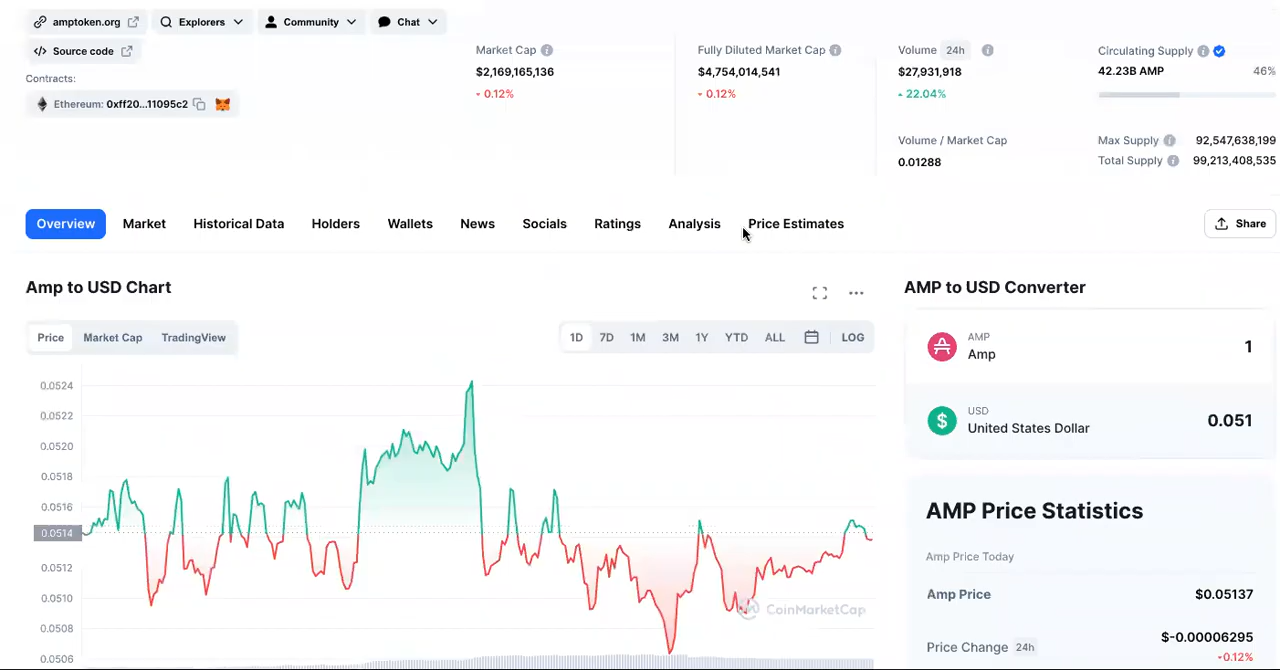 amptoken.org
Explorers
Community
Chat
Source code
Contracts:
Ethereum: 0xff20...11095c2
Market Cap
$2,169,165,136
0.12%
Fully Diluted Market Cap
$4,754,014,541
0.12%
Volume 24h
$27,931,918
22.04%
Volume / Market Cap
0.01288
Circulating Supply
42.23B AMP 46%
Max Supply 92,547,638,199
Total Supply 99,213,408,535
Overview Market Historical Data Holders Wallets News Socials Ratings Analysis Price Estimates
Share
Amp to USD Chart
Price Market Cap TradingView
1D 7D 1M 3M 1Y YTD ALL LOG
0.0524
0.0522
0.0520
0.0518
0.0516
0.0514
0.0512
0.0510
0.0508
0.0506
CoinMarketCap
AMP to USD Converter
AMP
Amp 1
USD
United States Dollar 0.051
AMP Price Statistics
Amp Price Today
Amp Price $0.05137
Price Change 24h $-0.00006295
-0.12%